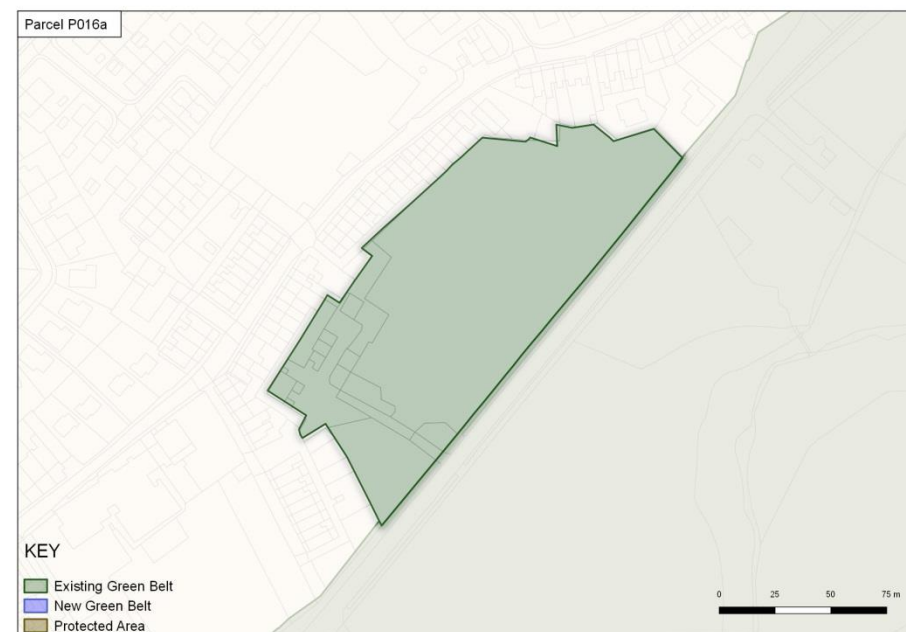 Parcel P016a
KEY
Existing Green Belt
New Green Belt
Protected Area
0 25 50 75 m